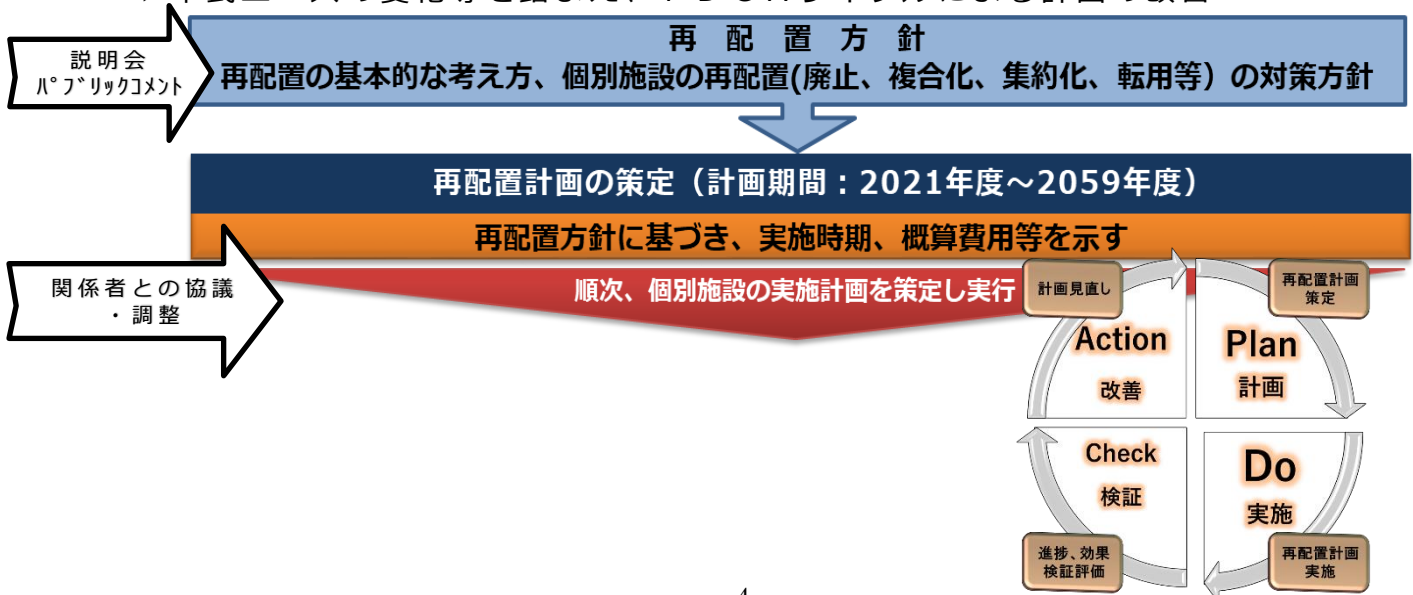 説明会
ﾊﾟﾌﾞﾘｯｸｺﾒﾝﾄ
再配置方針
再配置の基本的な考え方、個別施設の再配置(廃止、複合化、集約化、転用等）の対策方針
再配置計画の策定（計画期間：2021年度～2059年度）
再配置方針に基づき、実施時期、概算費用等を示す
関係者との協議
・調整
順次、個別施設の実施計画を策定し実行
計画見直し
再配置計画
策定
Action
改善
Plan
計画
Check
検証
Do
実施
進捗、効果
検証評価
再配置計画
実施